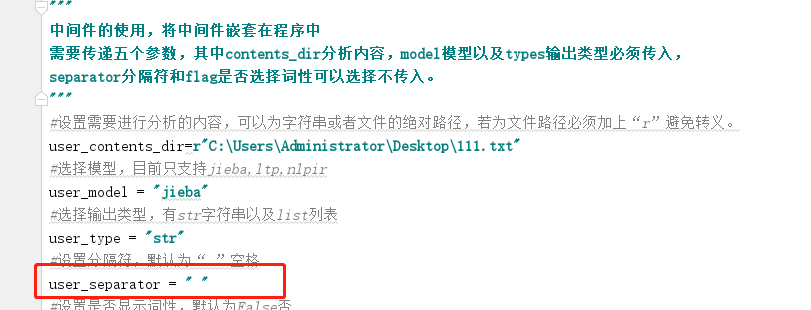 """
中间件的使用，将中间件嵌套在程序中
需要传递五个参数，其中contents_dir分析内容，model模型以及types输出类型必须传入，
separator分隔符和flag是否选择词性可以选择不传入。
"""
#设置需要进行分析的内容，可以为字符串或者文件的绝对路径，若为文件路径必须加上“r”避免转义。
user_contents_dir=r"C:\Users\Administrator\Desktop\111.txt"
#选择模型，目前只支持jieba,ltp,nlpir
user_model = "jieba"
#选择输出类型，有str字符串以及list列表
user_type = "str"
#设置分隔符，默认为“ ”空格
user_separator = " "
#设置是否显示词性，默认为False否